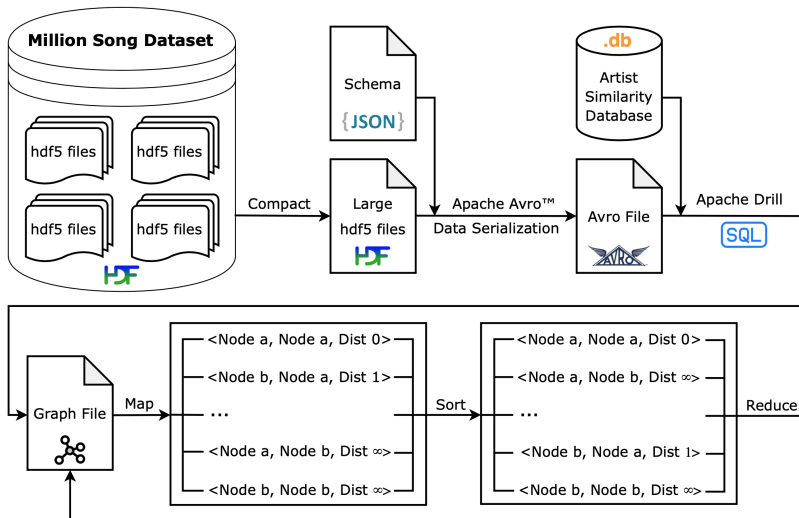 Million Song Dataset
hdf5 files
hdf5 files
hdf5 files
hdf5 files
HDF
Compact
Schema
{JSON}
Large
hdf5 files
HDF
Apache Avro™
Data Serialization
.db
Artist
Similarity
Database
Avro File
AVRO
Apache Drill
SQL
Graph File
Map
<Node a, Node a, Dist 0>
<Node b, Node a, Dist 1>
...
<Node a, Node b, Dist ∞>
<Node b, Node b, Dist ∞>
Sort
<Node a, Node a, Dist 0>
<Node a, Node b, Dist ∞>
...
<Node b, Node a, Dist 1>
<Node b, Node b, Dist ∞>
Reduce